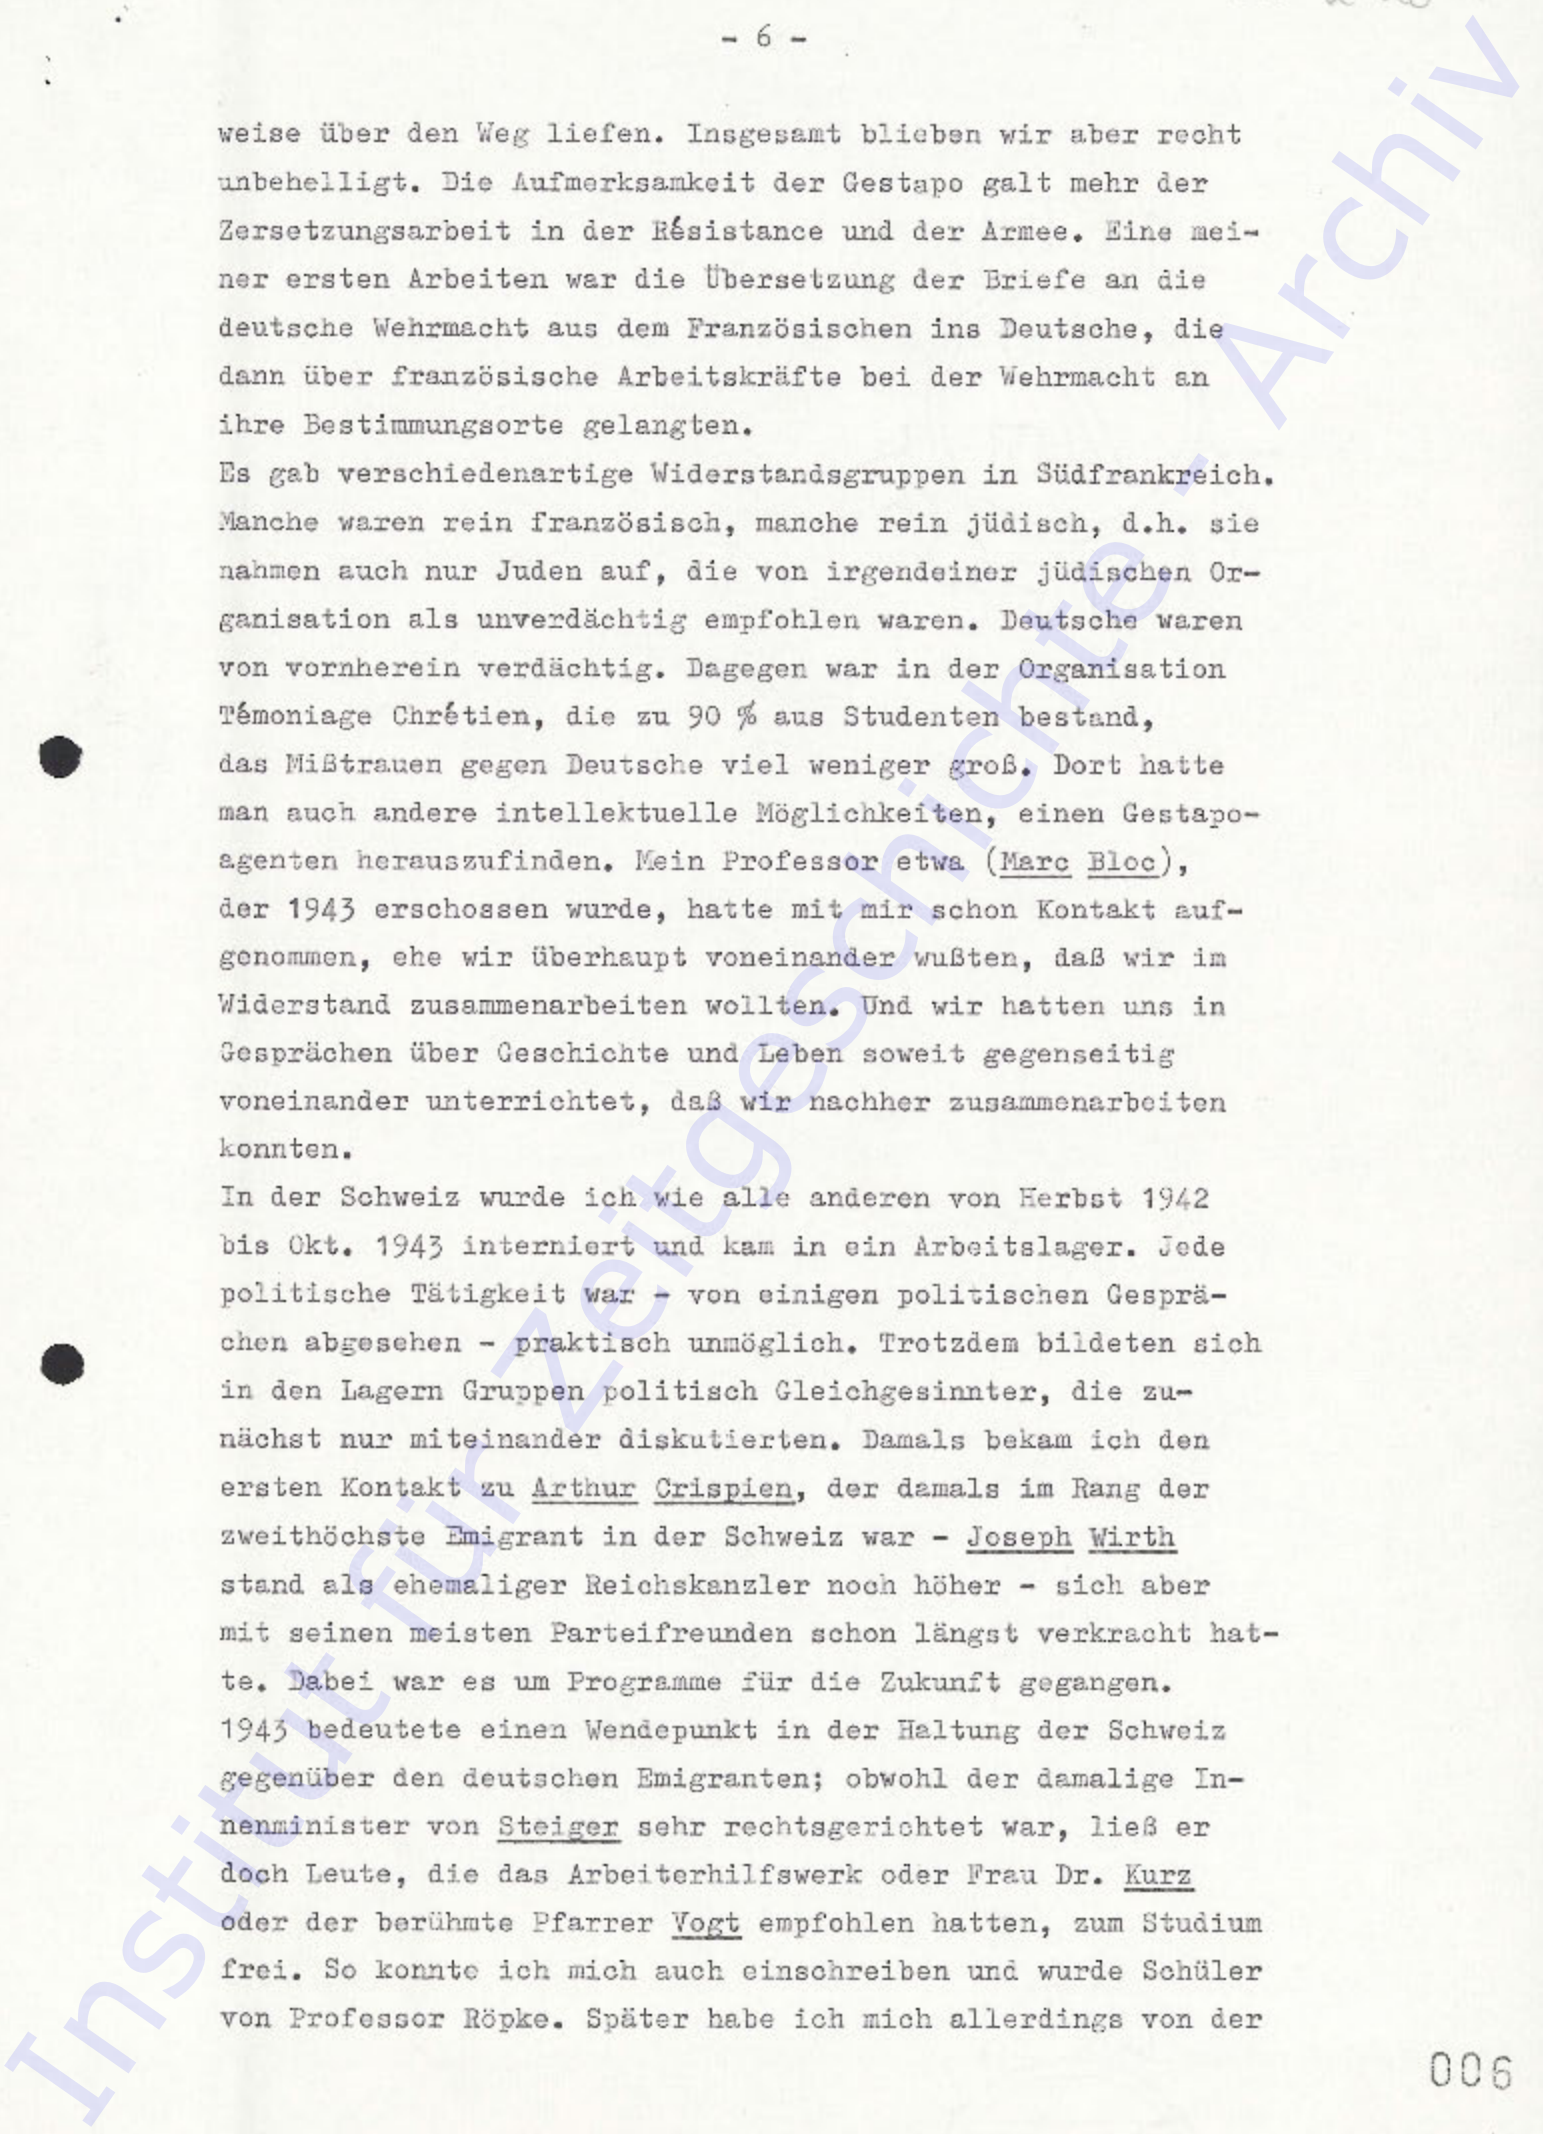 - 6 -
weise über den Weg liefen. Insgesamt blieben wir aber recht
unbehelligt. Die Aufmerksamkeit der Gestapo galt mehr der
Zersetzungsarbeit in der Résistance und der Armee. Eine mei-
ner ersten Arbeiten war die Übersetzung der Briefe an die
deutsche Wehrmacht aus dem Französischen ins Deutsche, die
dann über französische Arbeitskräfte bei der Wehrmacht an
ihre Bestimmungsorte gelangten.
Es gab verschiedenartige Widerstandsgruppen in Südfrankreich.
Manche waren rein französisch, manche rein jüdisch, d.h. sie
nahmen auch nur Juden auf, die von irgendeiner jüdischen Or-
ganisation als unverdächtig empfohlen waren. Deutsche waren
von vornherein verdächtig. Dagegen war in der Organisation
Témoniage Chrétien, die zu 90 % aus Studenten bestand,
das Mißtrauen gegen Deutsche viel weniger groß. Dort hatte
man auch andere intellektuelle Möglichkeiten, einen Gestapo-
agenten herauszufinden. Mein Professor etwa (Marc Bloc),
der 1943 erschossen wurde, hatte mit mir schon Kontakt auf-
genommen, ehe wir überhaupt voneinander wußten, daß wir im
Widerstand zusammenarbeiten wollten. Und wir hatten uns in
Gesprächen über Geschichte und Leben soweit gegenseitig
voneinander unterrichtet, daß wir nachher zusammenarbeiten
konnten.
In der Schweiz wurde ich wie alle anderen von Herbst 1942
bis Okt. 1943 interniert und kam in ein Arbeitslager. Jede
politische Tätigkeit war - von einigen politischen Gesprä-
chen abgesehen - praktisch unmöglich. Trotzdem bildeten sich
in den Lagern Gruppen politisch Gleichgesinnter, die zu-
nächst nur miteinander diskutierten. Damals bekam ich den
ersten Kontakt zu Arthur Crispien, der damals im Rang der
zweithöchste Emigrant in der Schweiz war - Joseph Wirth
stand als ehemaliger Reichskanzler noch höher - sich aber
mit seinen meisten Parteifreunden schon längst verkracht hat-
te. Dabei war es um Programme für die Zukunft gegangen.
1943 bedeutete einen Wendepunkt in der Haltung der Schweiz
gegenüber den deutschen Emigranten; obwohl der damalige In-
nenminister von Steiger sehr rechtsgerichtet war, ließ er
doch Leute, die das Arbeiterhilfswerk oder Frau Dr. Kurz
oder der berühmte Pfarrer Vogt empfohlen hatten, zum Studium
frei. So konnte ich mich auch einschreiben und wurde Schüler
von Professor Röpke. Später habe ich mich allerdings von der
006
Institut für Zeitgeschichte - Archiv